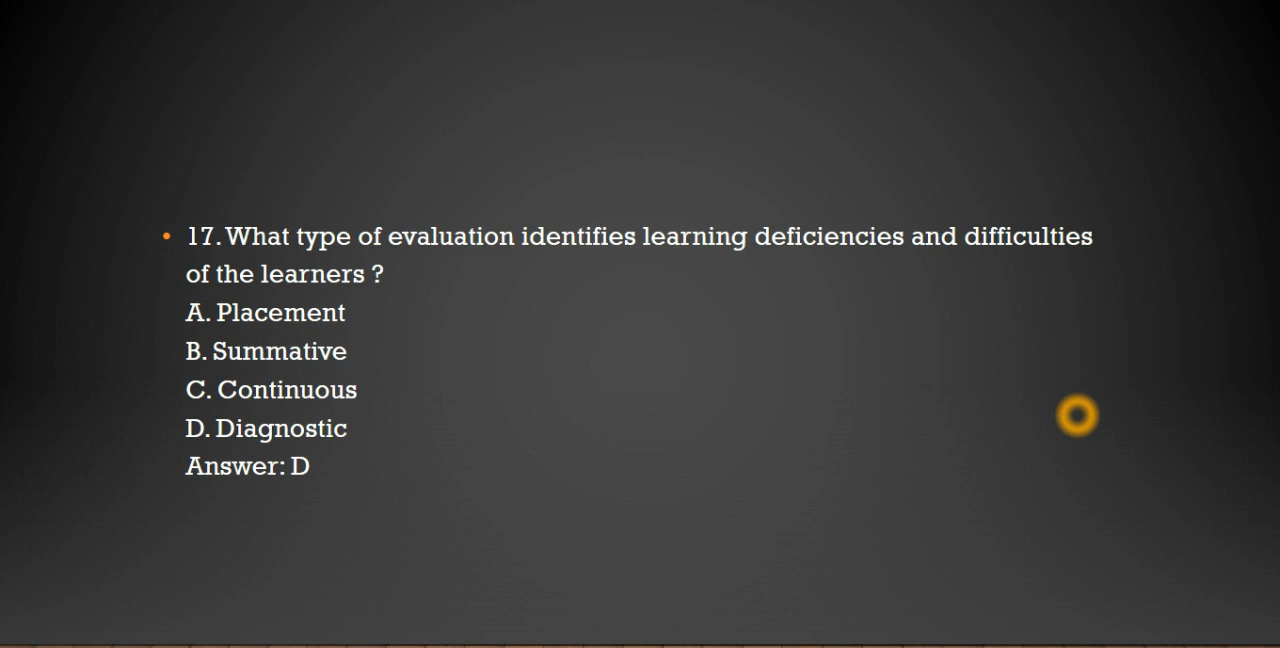 • 17. What type of evaluation identifies learning deficiencies and difficulties
of the learners ?
A. Placement
B. Summative
C. Continuous
D. Diagnostic
Answer: D